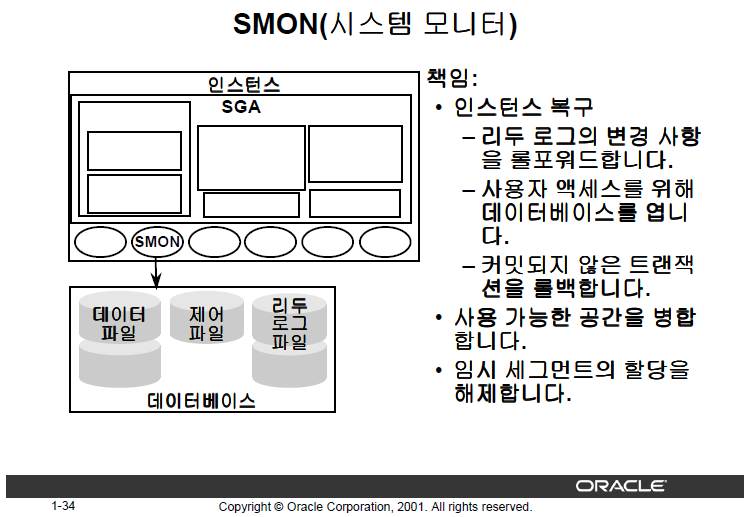 SMON(시스템 모니터)
인스턴스
SGA
SMON
데이터
파일
제어
파일
리두
로그
파일
데이터베이스
책임:
• 인스턴스 복구
– 리두 로그의 변경 사항
을 롤포워드합니다.
– 사용자 액세스를 위해
데이터베이스를 엽니
다.
– 커밋되지 않은 트랜잭
션을 롤백합니다.
• 사용 가능한 공간을 병합
합니다.
• 임시 세그먼트의 할당을
해제합니다.
ORACLE
1-34
Copyright © Oracle Corporation, 2001. All rights reserved.